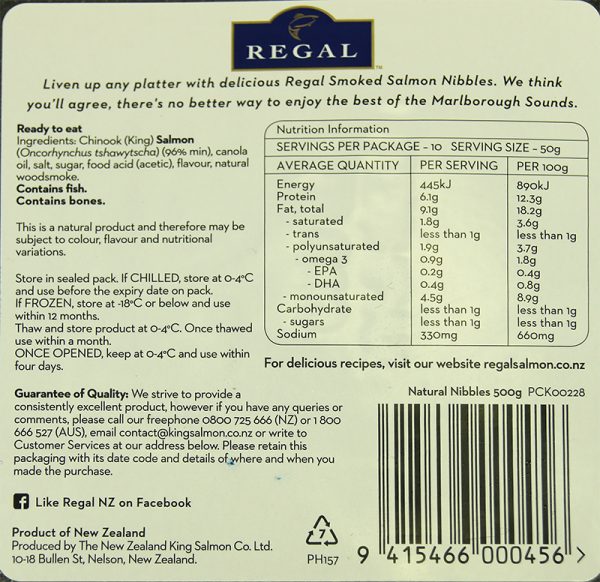 REGAL
™
Liven up any platter with delicious Regal Smoked Salmon Nibbles. We think
you'll agree, there's no better way to enjoy the best of the Marlborough Sounds.
Ready to eat
Ingredients: Chinook (King) Salmon
(Oncorhynchus tshawytscha) (96% min), canola
oil, salt, sugar, food acid (acetic), flavour, natural
woodsmoke.
Contains fish.
Contains bones.
This is a natural product and therefore may be
subject to colour, flavour and nutritional
variations.
Store in sealed pack. If CHILLED, store at 0-4°C
and use before the expiry date on pack.
If FROZEN, store at -18°C or below and use
within 12 months.
Thaw and store product at 0-4°C. Once thawed
use within a month.
ONCE OPENED, keep at 0-4°C and use within
four days.
Nutrition Information
SERVINGS PER PACKAGE - 10 SERVING SIZE - 50g
AVERAGE QUANTITY PER SERVING PER 100g
Energy 445kJ 890kJ
Protein 6.1g 12.3g
Fat, total 9.1g 18.2g
- saturated 1.8g 3.6g
- trans less than 1g less than 1g
- polyunsaturated 1.9g 3.7g
- omega 3 0.9g 1.8g
- EPA 0.2g 0.4g
- DHA 0.4g 0.8g
- monounsaturated 4.5g 8.9g
Carbohydrate less than 1g less than 1g
- sugars less than 1g less than 1g
Sodium 330mg 660mg
For delicious recipes, visit our website regalsalmon.co.nz
Guarantee of Quality: We strive to provide a
consistently excellent product, however if you have any queries or
comments, please call our freephone 0800 725 666 (NZ) or 1 800
666 527 (AUS), email contact@kingsalmon.co.nz or write to
Customer Services at our address below. Please retain this
packaging with its date code and details of where and when you
made the purchase.
Like Regal NZ on Facebook
Product of New Zealand
Produced by The New Zealand King Salmon Co. Ltd.
10-18 Bullen St, Nelson, New Zealand.
7
PH157
Natural Nibbles 500g PCK00228
9 415466 000456 >